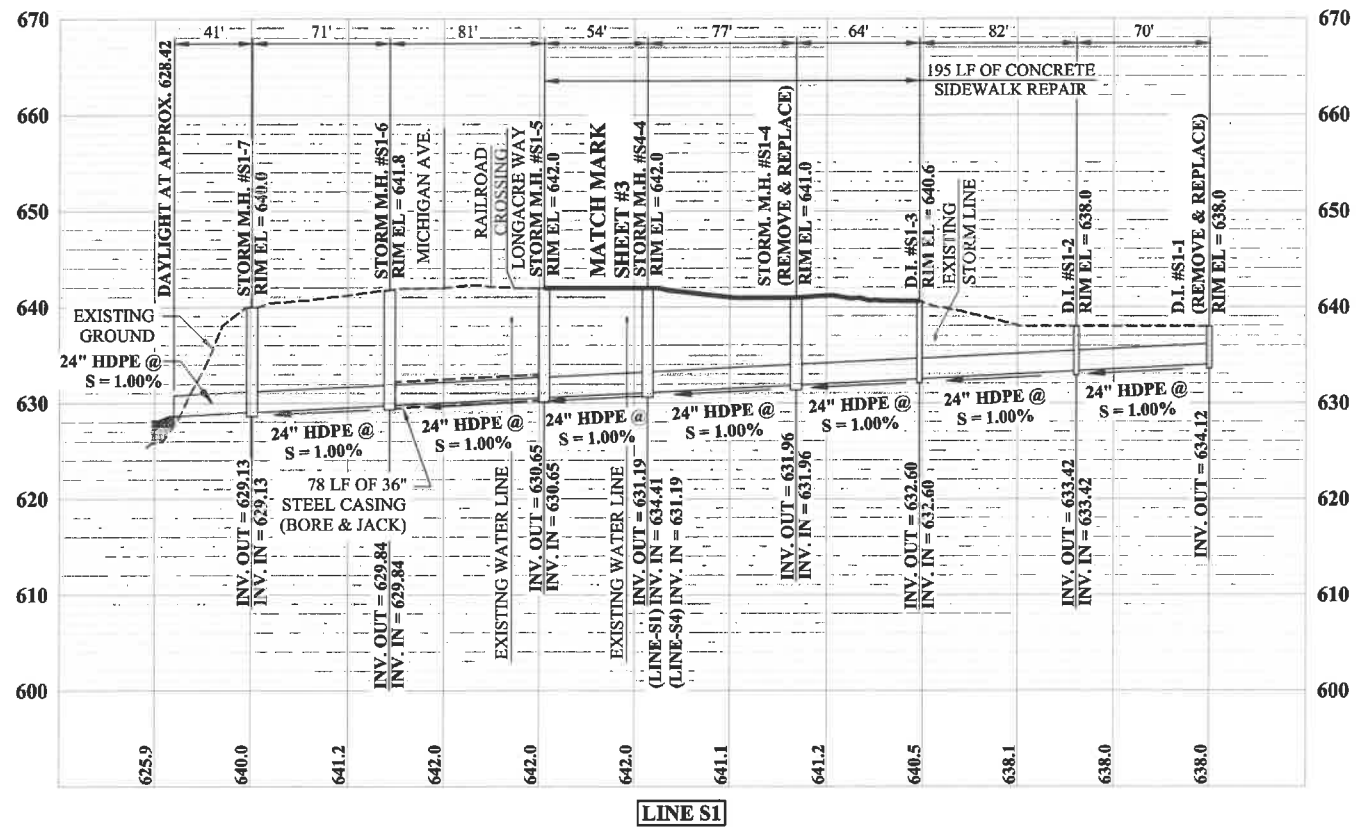 670
660
650
640
630
620
610
600
670
660
650
640
630
620
610
600
41'
71'
81'
54'
77'
64'
82'
70'
195 LF OF CONCRETE
SIDEWALK REPAIR
DAYLIGHT AT APPROX. 628.42
STORM M.H. #S1-7
RIM EL = 640.0
STORM M.H. #S1-6
RIM EL = 641.8
MICHIGAN AVE.
RAILROAD
CROSSING
LONGACRE WAY
STORM M.H. #S1-5
RIM EL = 642.0
MATCH MARK
SHEET #3
STORM M.H. #S4-4
RIM EL = 642.0
STORM. M.H. #S1-4
(REMOVE & REPLACE)
RIM EL = 641.0
D.I. #S1-3
RIM EL = 640.6
EXISTING
STORM LINE
D.I. #S1-2
RIM EL = 638.0
D.I. #S1-1
(REMOVE & REPLACE)
RIM EL = 638.0
EXISTING
GROUND
24" HDPE @
S = 1.00%
24" HDPE @
S = 1.00%
24" HDPE @
S = 1.00%
24" HDPE @
S = 1.00%
24" HDPE @
S = 1.00%
24" HDPE @
S = 1.00%
24" HDPE @
S = 1.00%
24" HDPE @
S = 1.00%
78 LF OF 36"
STEEL CASING
(BORE & JACK)
INV. OUT = 629.13
INV. IN = 629.13
INV. OUT = 629.84
INV. IN = 629.84
EXISTING WATER LINE
INV. OUT = 630.65
INV. IN = 630.65
EXISTING WATER LINE
INV. OUT = 631.19
(LINE-S1) INV. IN = 634.41
(LINE-S4) INV. IN = 631.19
INV. OUT = 631.96
INV. IN = 631.96
INV. OUT = 632.60
INV. IN = 632.60
INV. OUT = 633.42
INV. IN = 633.42
INV. OUT = 634.12
625.9
640.0
641.2
642.0
642.0
642.0
641.1
641.2
640.5
638.1
638.0
638.0
LINE S1